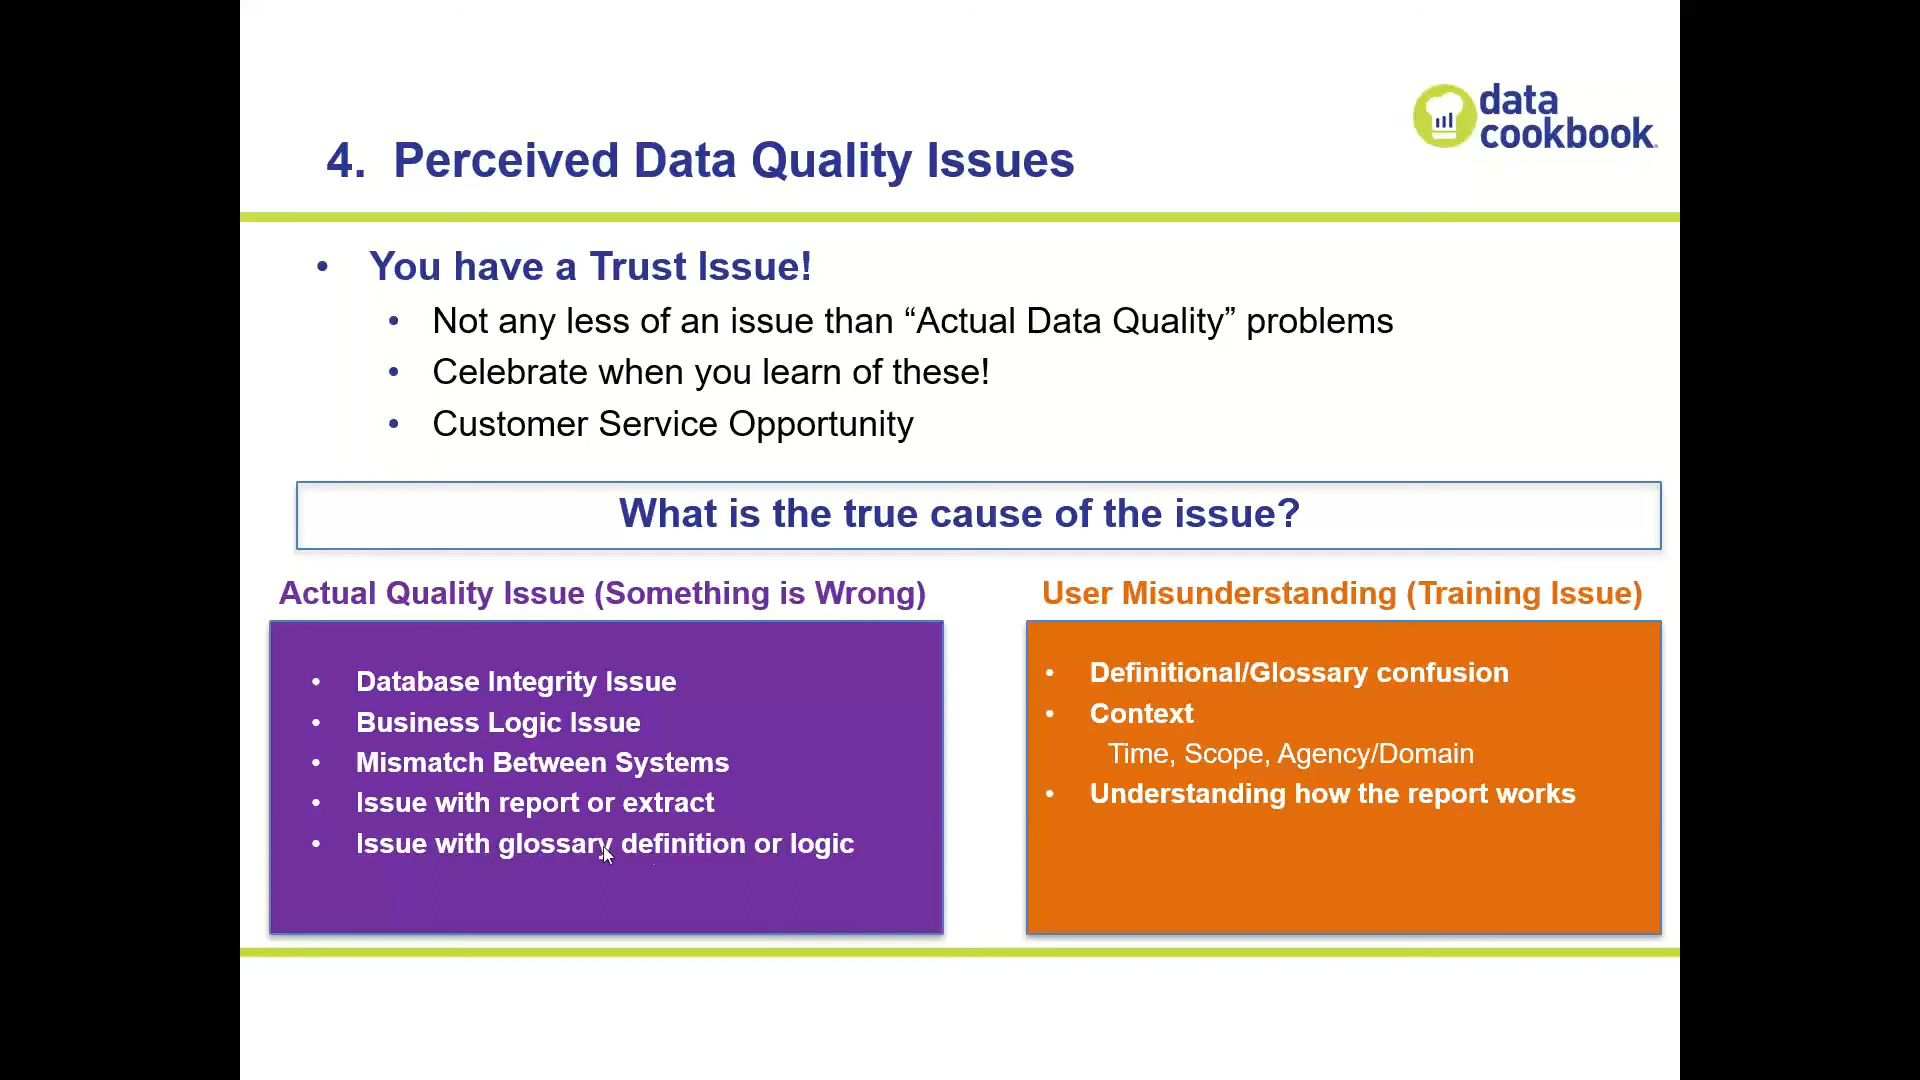 data
cookbook
4. Perceived Data Quality Issues
• You have a Trust Issue!
• Not any less of an issue than “Actual Data Quality” problems
• Celebrate when you learn of these!
• Customer Service Opportunity
What is the true cause of the issue?
Actual Quality Issue (Something is Wrong)
• Database Integrity Issue
• Business Logic Issue
• Mismatch Between Systems
• Issue with report or extract
• Issue with glossary definition or logic
User Misunderstanding (Training Issue)
• Definitional/Glossary confusion
• Context
Time, Scope, Agency/Domain
• Understanding how the report works